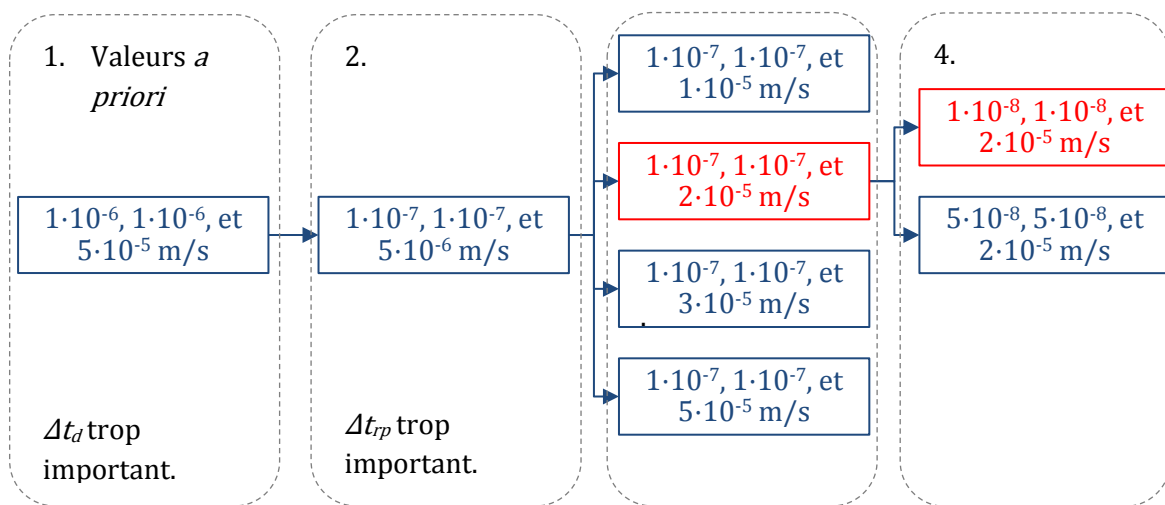 1. Valeurs a
priori
1·10⁻⁶, 1·10⁻⁶, et
5·10⁻⁵ m/s
Δt_d trop
important.
2.
1·10⁻⁷, 1·10⁻⁷, et
5·10⁻⁶ m/s
Δt_rp trop
important.
1·10⁻⁷, 1·10⁻⁷, et
1·10⁻⁵ m/s
1·10⁻⁷, 1·10⁻⁷, et
2·10⁻⁵ m/s
1·10⁻⁷, 1·10⁻⁷, et
3·10⁻⁵ m/s
.
1·10⁻⁷, 1·10⁻⁷, et
5·10⁻⁵ m/s
4.
1·10⁻⁸, 1·10⁻⁸, et
2·10⁻⁵ m/s
5·10⁻⁸, 5·10⁻⁸, et
2·10⁻⁵ m/s